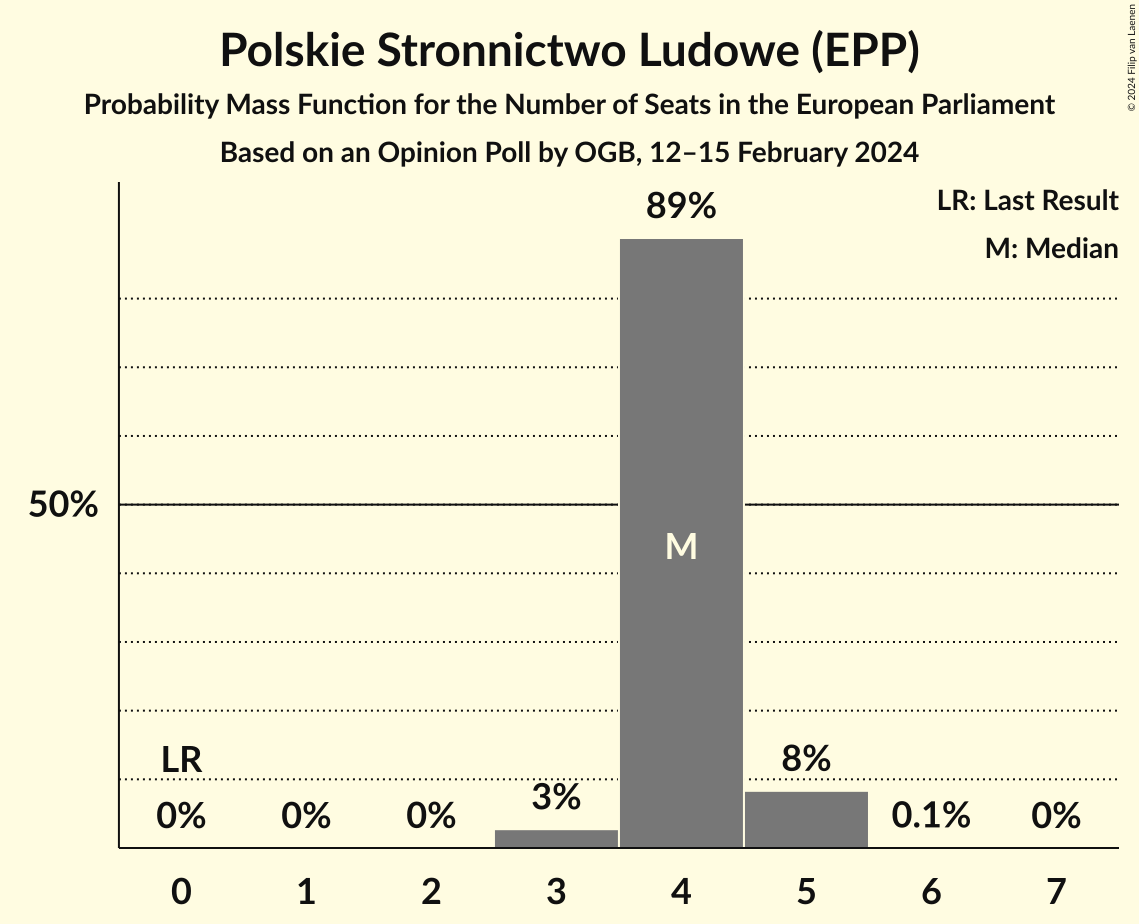 Polskie Stronnictwo Ludowe (EPP)
Probability Mass Function for the Number of Seats in the European Parliament
Based on an Opinion Poll by OGB, 12–15 February 2024
© 2024 Filip van Laenen
LR: Last Result
M: Median
89%
50%
M
LR
8%
3%
0% 0% 0% 0.1% 0%
0 1 2 3 4 5 6 7